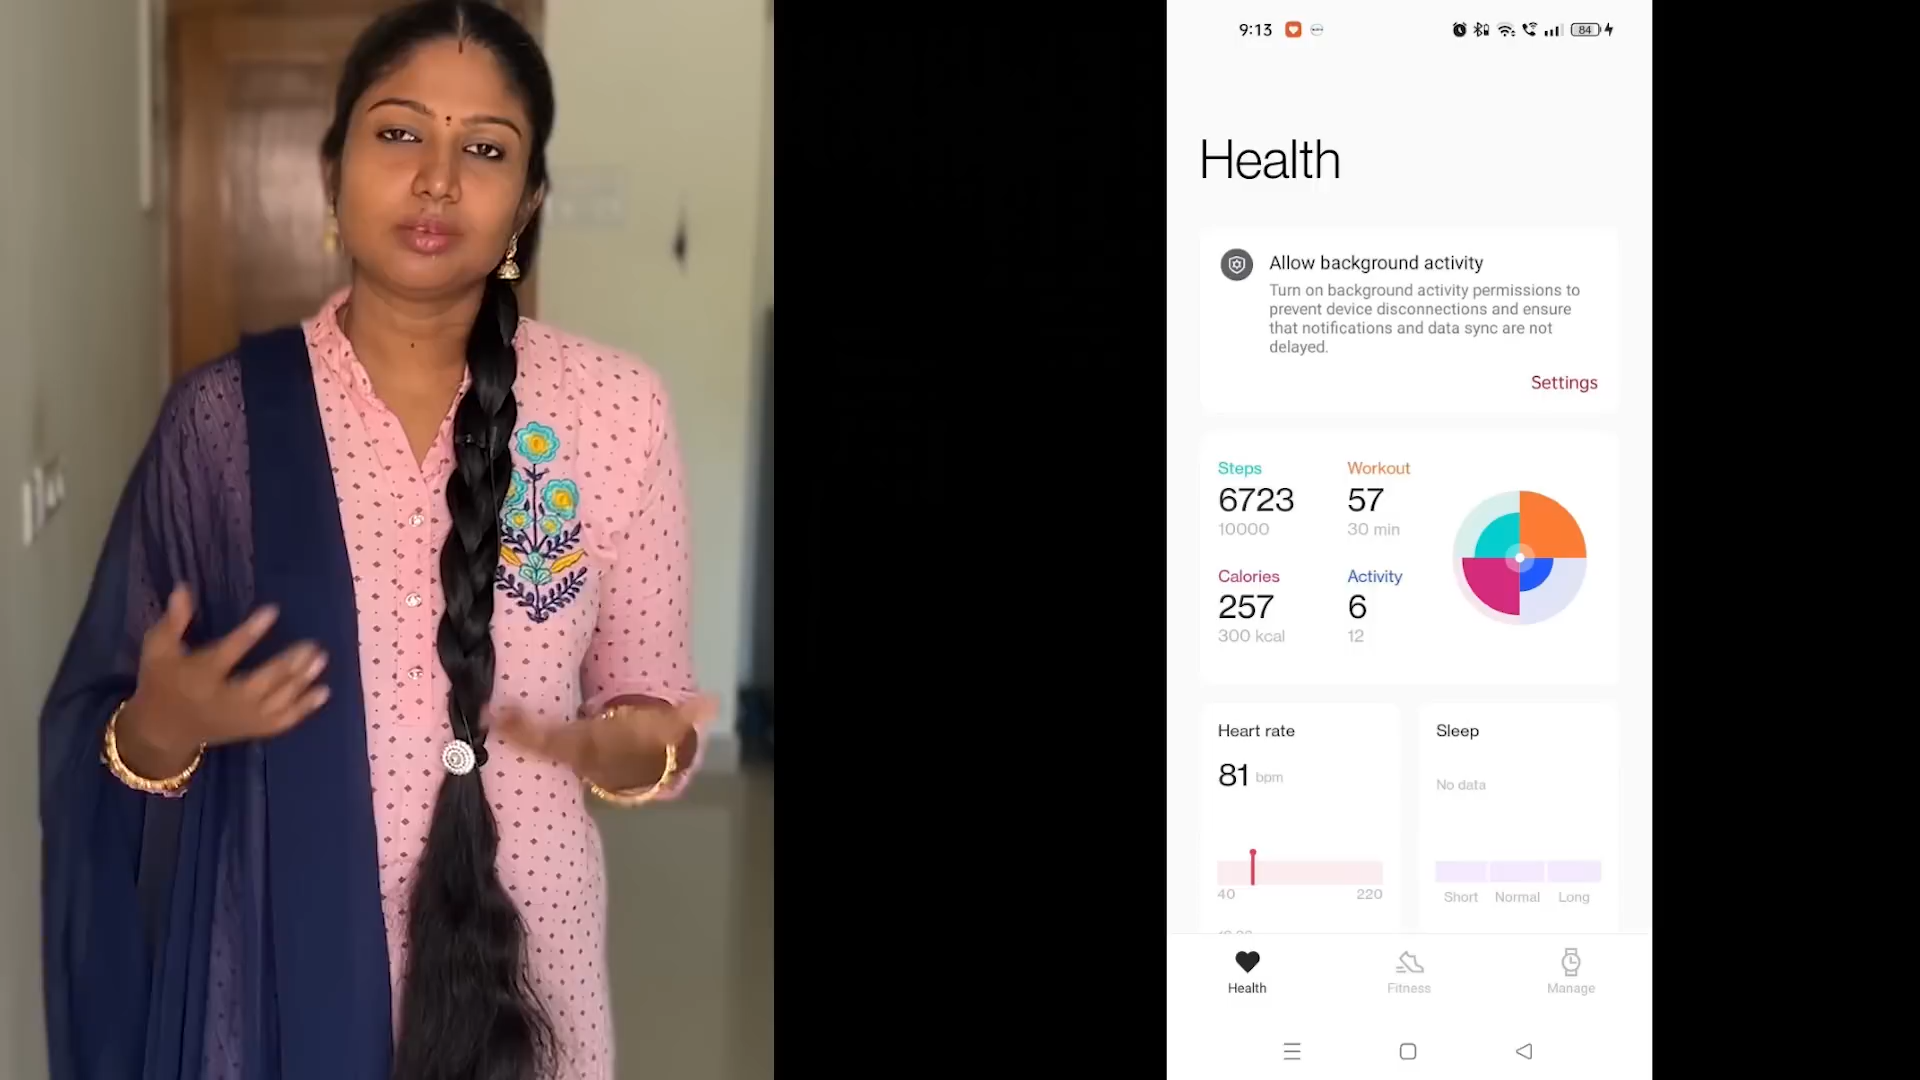 9:13
84
Health
Allow background activity
Turn on background activity permissions to
prevent device disconnections and ensure
that notifications and data sync are not
delayed.
Settings
Steps
6723
10000
Workout
57
30 min
Calories
257
300 kcal
Activity
6
12
Heart rate
81 bpm
40
220
Sleep
No data
Short Normal Long
Health
Fitness
Manage